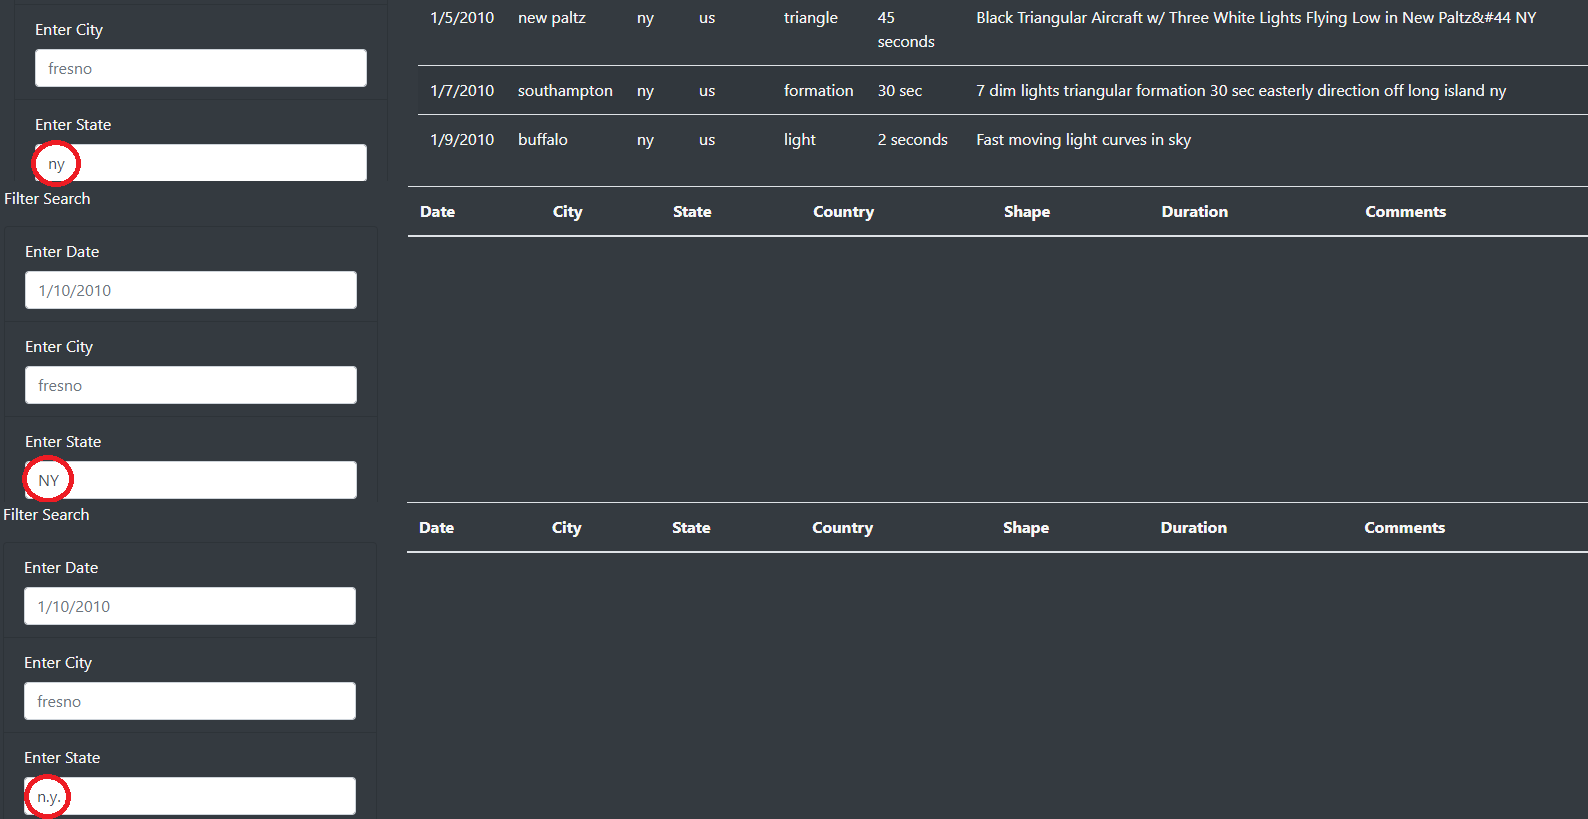 Enter City
fresno
Enter State
ny
1/5/2010 new paltz ny us triangle 45 seconds Black Triangular Aircraft w/ Three White Lights Flying Low in New Paltz&#44 NY
1/7/2010 southampton ny us formation 30 sec 7 dim lights triangular formation 30 sec easterly direction off long island ny
1/9/2010 buffalo ny us light 2 seconds Fast moving light curves in sky
Filter Search
Enter Date
1/10/2010
Enter City
fresno
Enter State
NY
Date City State Country Shape Duration Comments
Filter Search
Enter Date
1/10/2010
Enter City
fresno
Enter State
n.y.
Date City State Country Shape Duration Comments